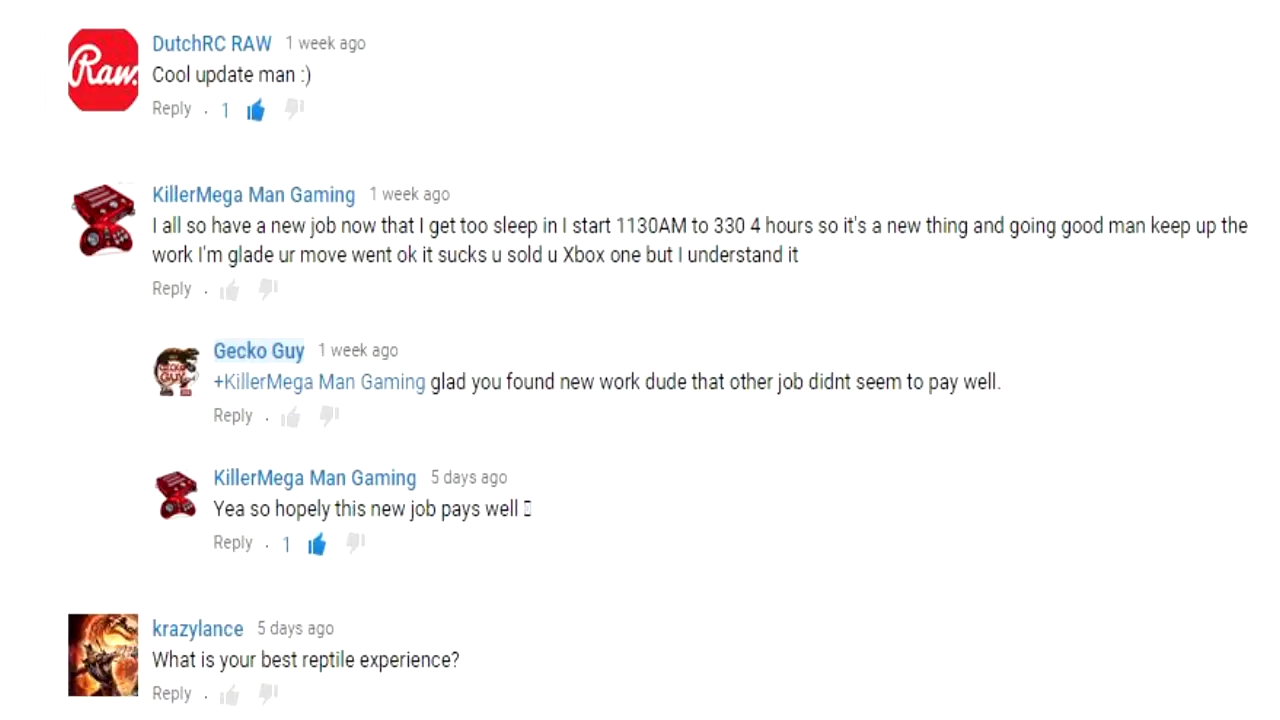 Raw.
DutchRC RAW 1 week ago
Cool update man :)
Reply . 1
KillerMega Man Gaming 1 week ago
I all so have a new job now that I get too sleep in I start 1130AM to 330 4 hours so it's a new thing and going good man keep up the
work I'm glade ur move went ok it sucks u sold u Xbox one but I understand it
Reply .
Gecko Guy 1 week ago
+KillerMega Man Gaming glad you found new work dude that other job didnt seem to pay well.
Reply .
KillerMega Man Gaming 5 days ago
Yea so hopely this new job pays well
Reply . 1
krazylance 5 days ago
What is your best reptile experience?
Reply .